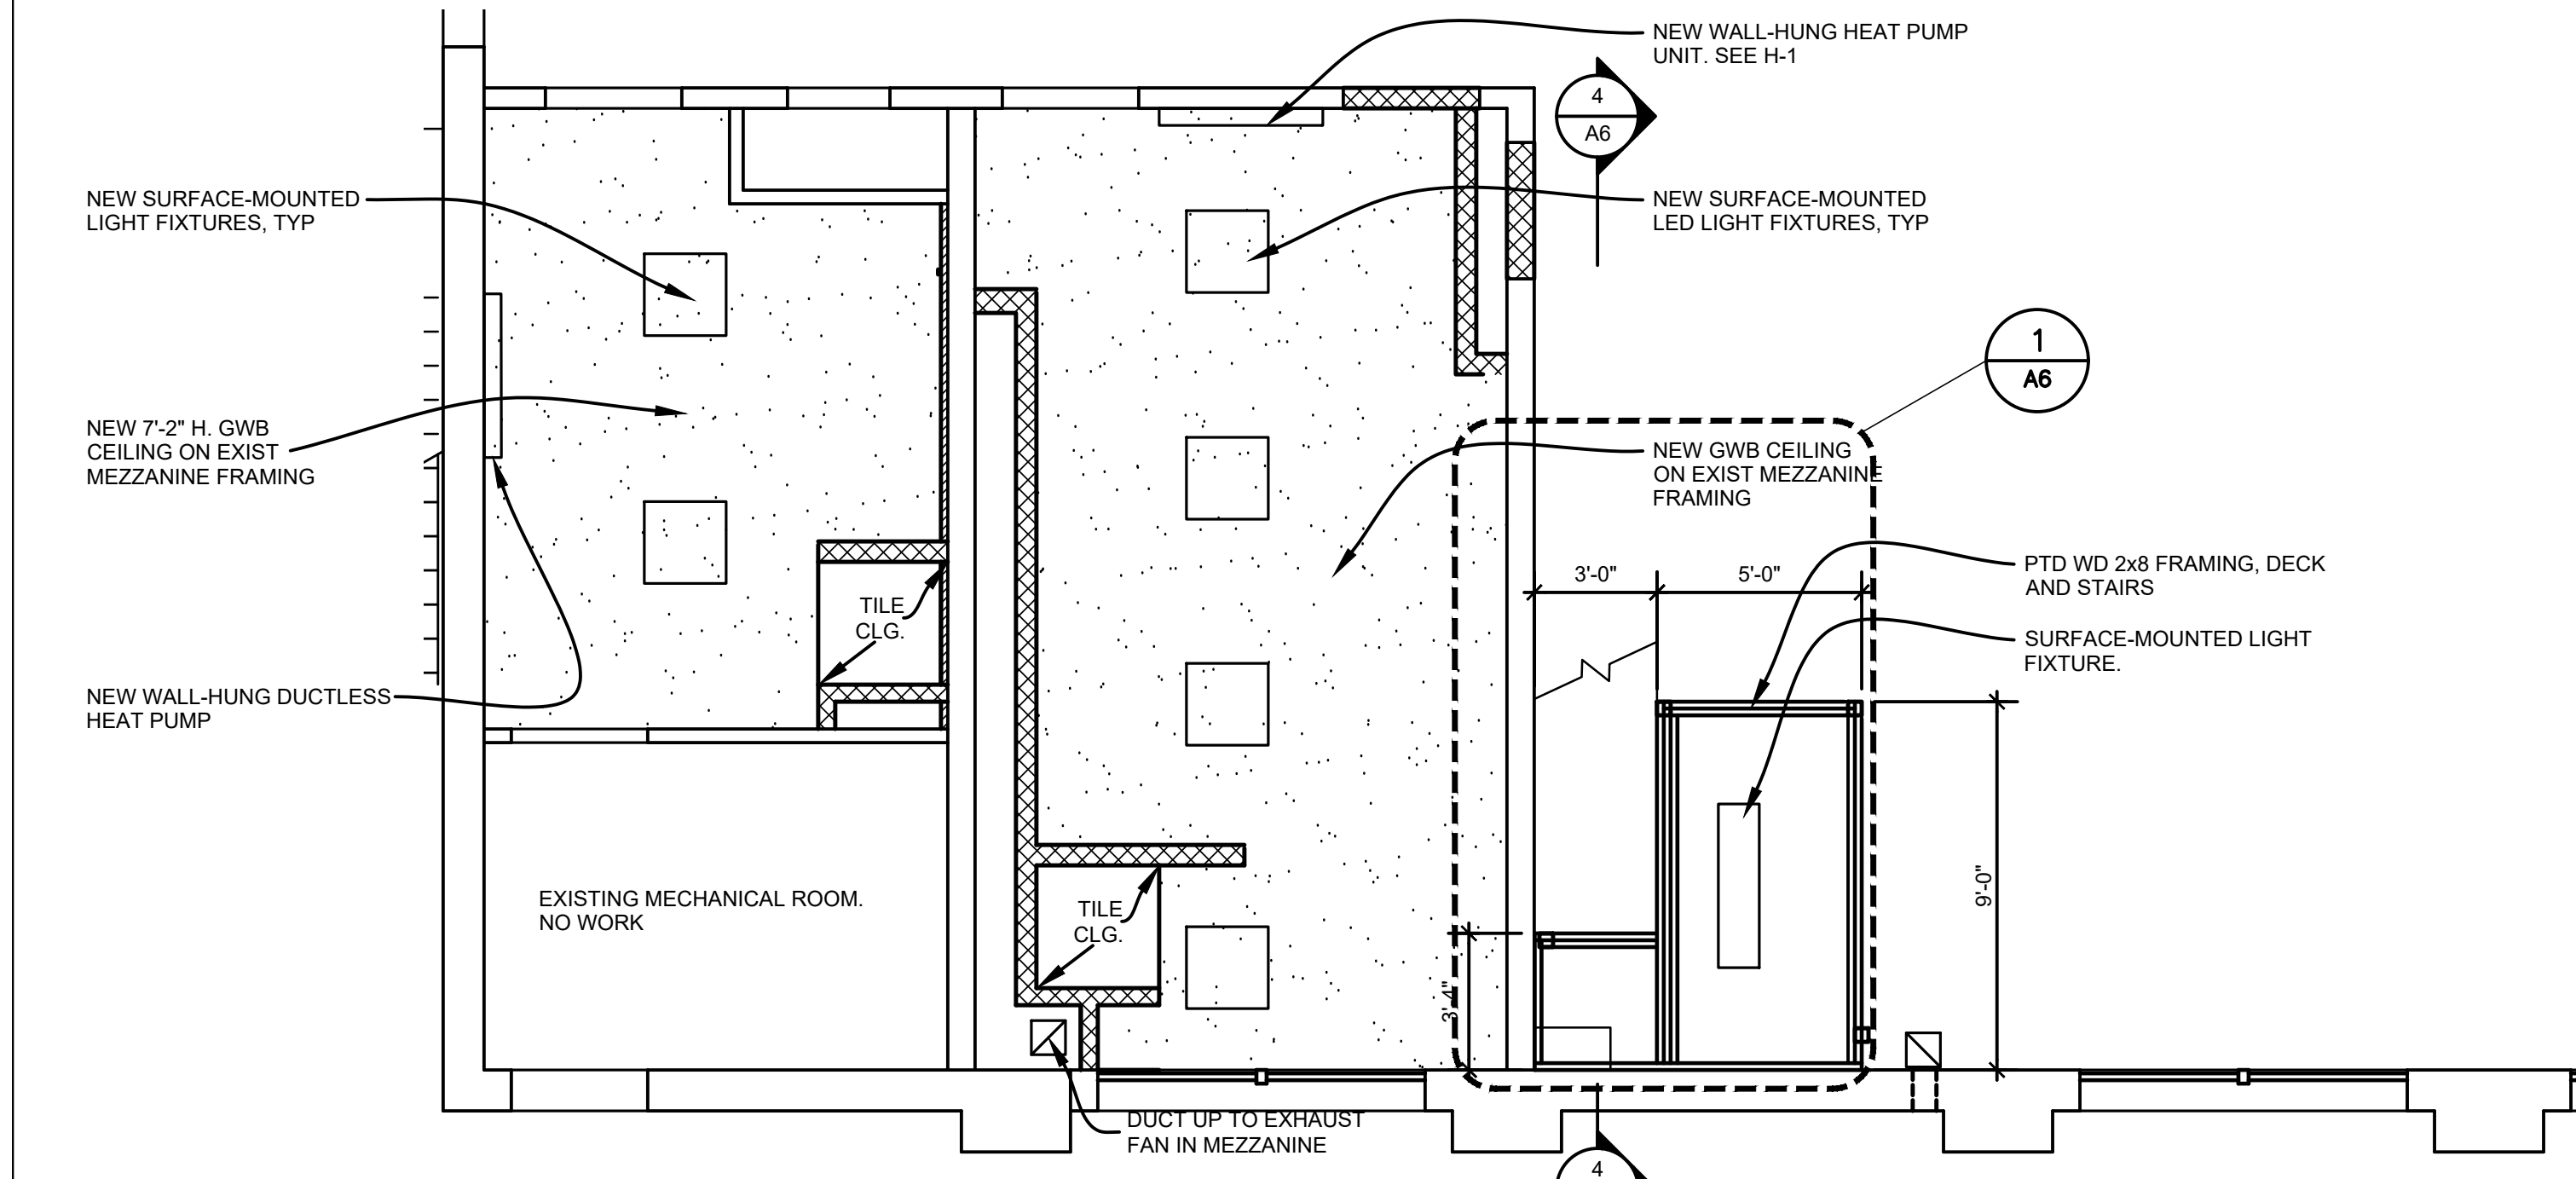 NEW WALL-HUNG HEAT PUMP
UNIT. SEE H-1
4
A6
NEW SURFACE-MOUNTED
LIGHT FIXTURES, TYP
NEW SURFACE-MOUNTED
LED LIGHT FIXTURES, TYP
1
A6
NEW 7'-2" H. GWB
CEILING ON EXIST
MEZZANINE FRAMING
NEW GWB CEILING
ON EXIST MEZZANINE
FRAMING
3'-0"
5'-0"
PTD WD 2x8 FRAMING, DECK
AND STAIRS
TILE
CLG.
SURFACE-MOUNTED LIGHT
FIXTURE.
NEW WALL-HUNG DUCTLESS
HEAT PUMP
EXISTING MECHANICAL ROOM.
NO WORK
TILE
CLG.
9'-0"
3'-4"
DUCT UP TO EXHAUST
FAN IN MEZZANINE
4